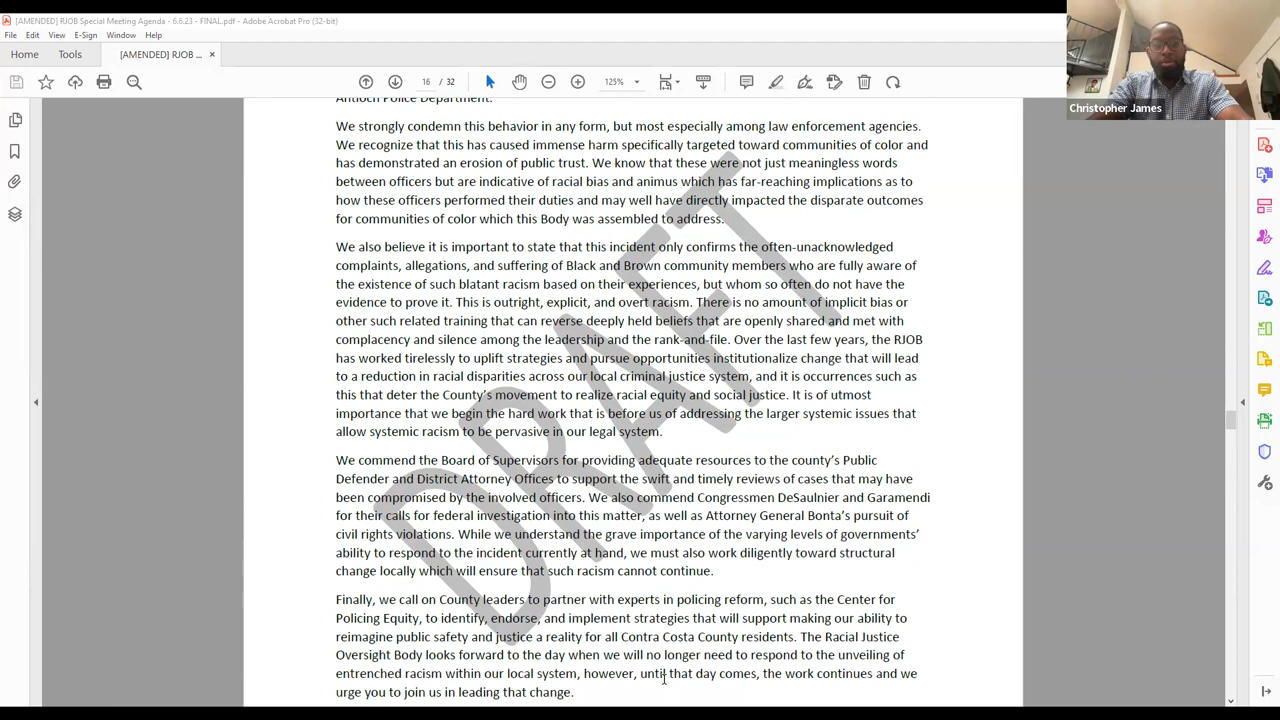 [AMENDED] RJOB Special Meeting Agenda - 6.6.23 - FINAL.pdf - Adobe Acrobat Pro (32-bit)
File Edit View E-Sign Window Help
Home Tools [AMENDED] RJOB ... ×
16 / 32 125%
Christopher James
Antioch Police Department.
We strongly condemn this behavior in any form, but most especially among law enforcement agencies.
We recognize that this has caused immense harm specifically targeted toward communities of color and
has demonstrated an erosion of public trust. We know that these were not just meaningless words
between officers but are indicative of racial bias and animus which has far-reaching implications as to
how these officers performed their duties and may well have directly impacted the disparate outcomes
for communities of color which this Body was assembled to address.
We also believe it is important to state that this incident only confirms the often-unacknowledged
complaints, allegations, and suffering of Black and Brown community members who are fully aware of
the existence of such blatant racism based on their experiences, but whom so often do not have the
evidence to prove it. This is outright, explicit, and overt racism. There is no amount of implicit bias or
other such related training that can reverse deeply held beliefs that are openly shared and met with
complacency and silence among the leadership and the rank-and-file. Over the last few years, the RJOB
has worked tirelessly to uplift strategies and pursue opportunities institutionalize change that will lead
to a reduction in racial disparities across our local criminal justice system, and it is occurrences such as
this that deter the County's movement to realize racial equity and social justice. It is of utmost
importance that we begin the hard work that is before us of addressing the larger systemic issues that
allow systemic racism to be pervasive in our legal system.
We commend the Board of Supervisors for providing adequate resources to the county's Public
Defender and District Attorney Offices to support the swift and timely reviews of cases that may have
been compromised by the involved officers. We also commend Congressmen DeSaulnier and Garamendi
for their calls for federal investigation into this matter, as well as Attorney General Bonta's pursuit of
civil rights violations. While we understand the grave importance of the varying levels of governments'
ability to respond to the incident currently at hand, we must also work diligently toward structural
change locally which will ensure that such racism cannot continue.
Finally, we call on County leaders to partner with experts in policing reform, such as the Center for
Policing Equity, to identify, endorse, and implement strategies that will support making our ability to
reimagine public safety and justice a reality for all Contra Costa County residents. The Racial Justice
Oversight Body looks forward to the day when we will no longer need to respond to the unveiling of
entrenched racism within our local system, however, until that day comes, the work continues and we
urge you to join us in leading that change.
DRAFT